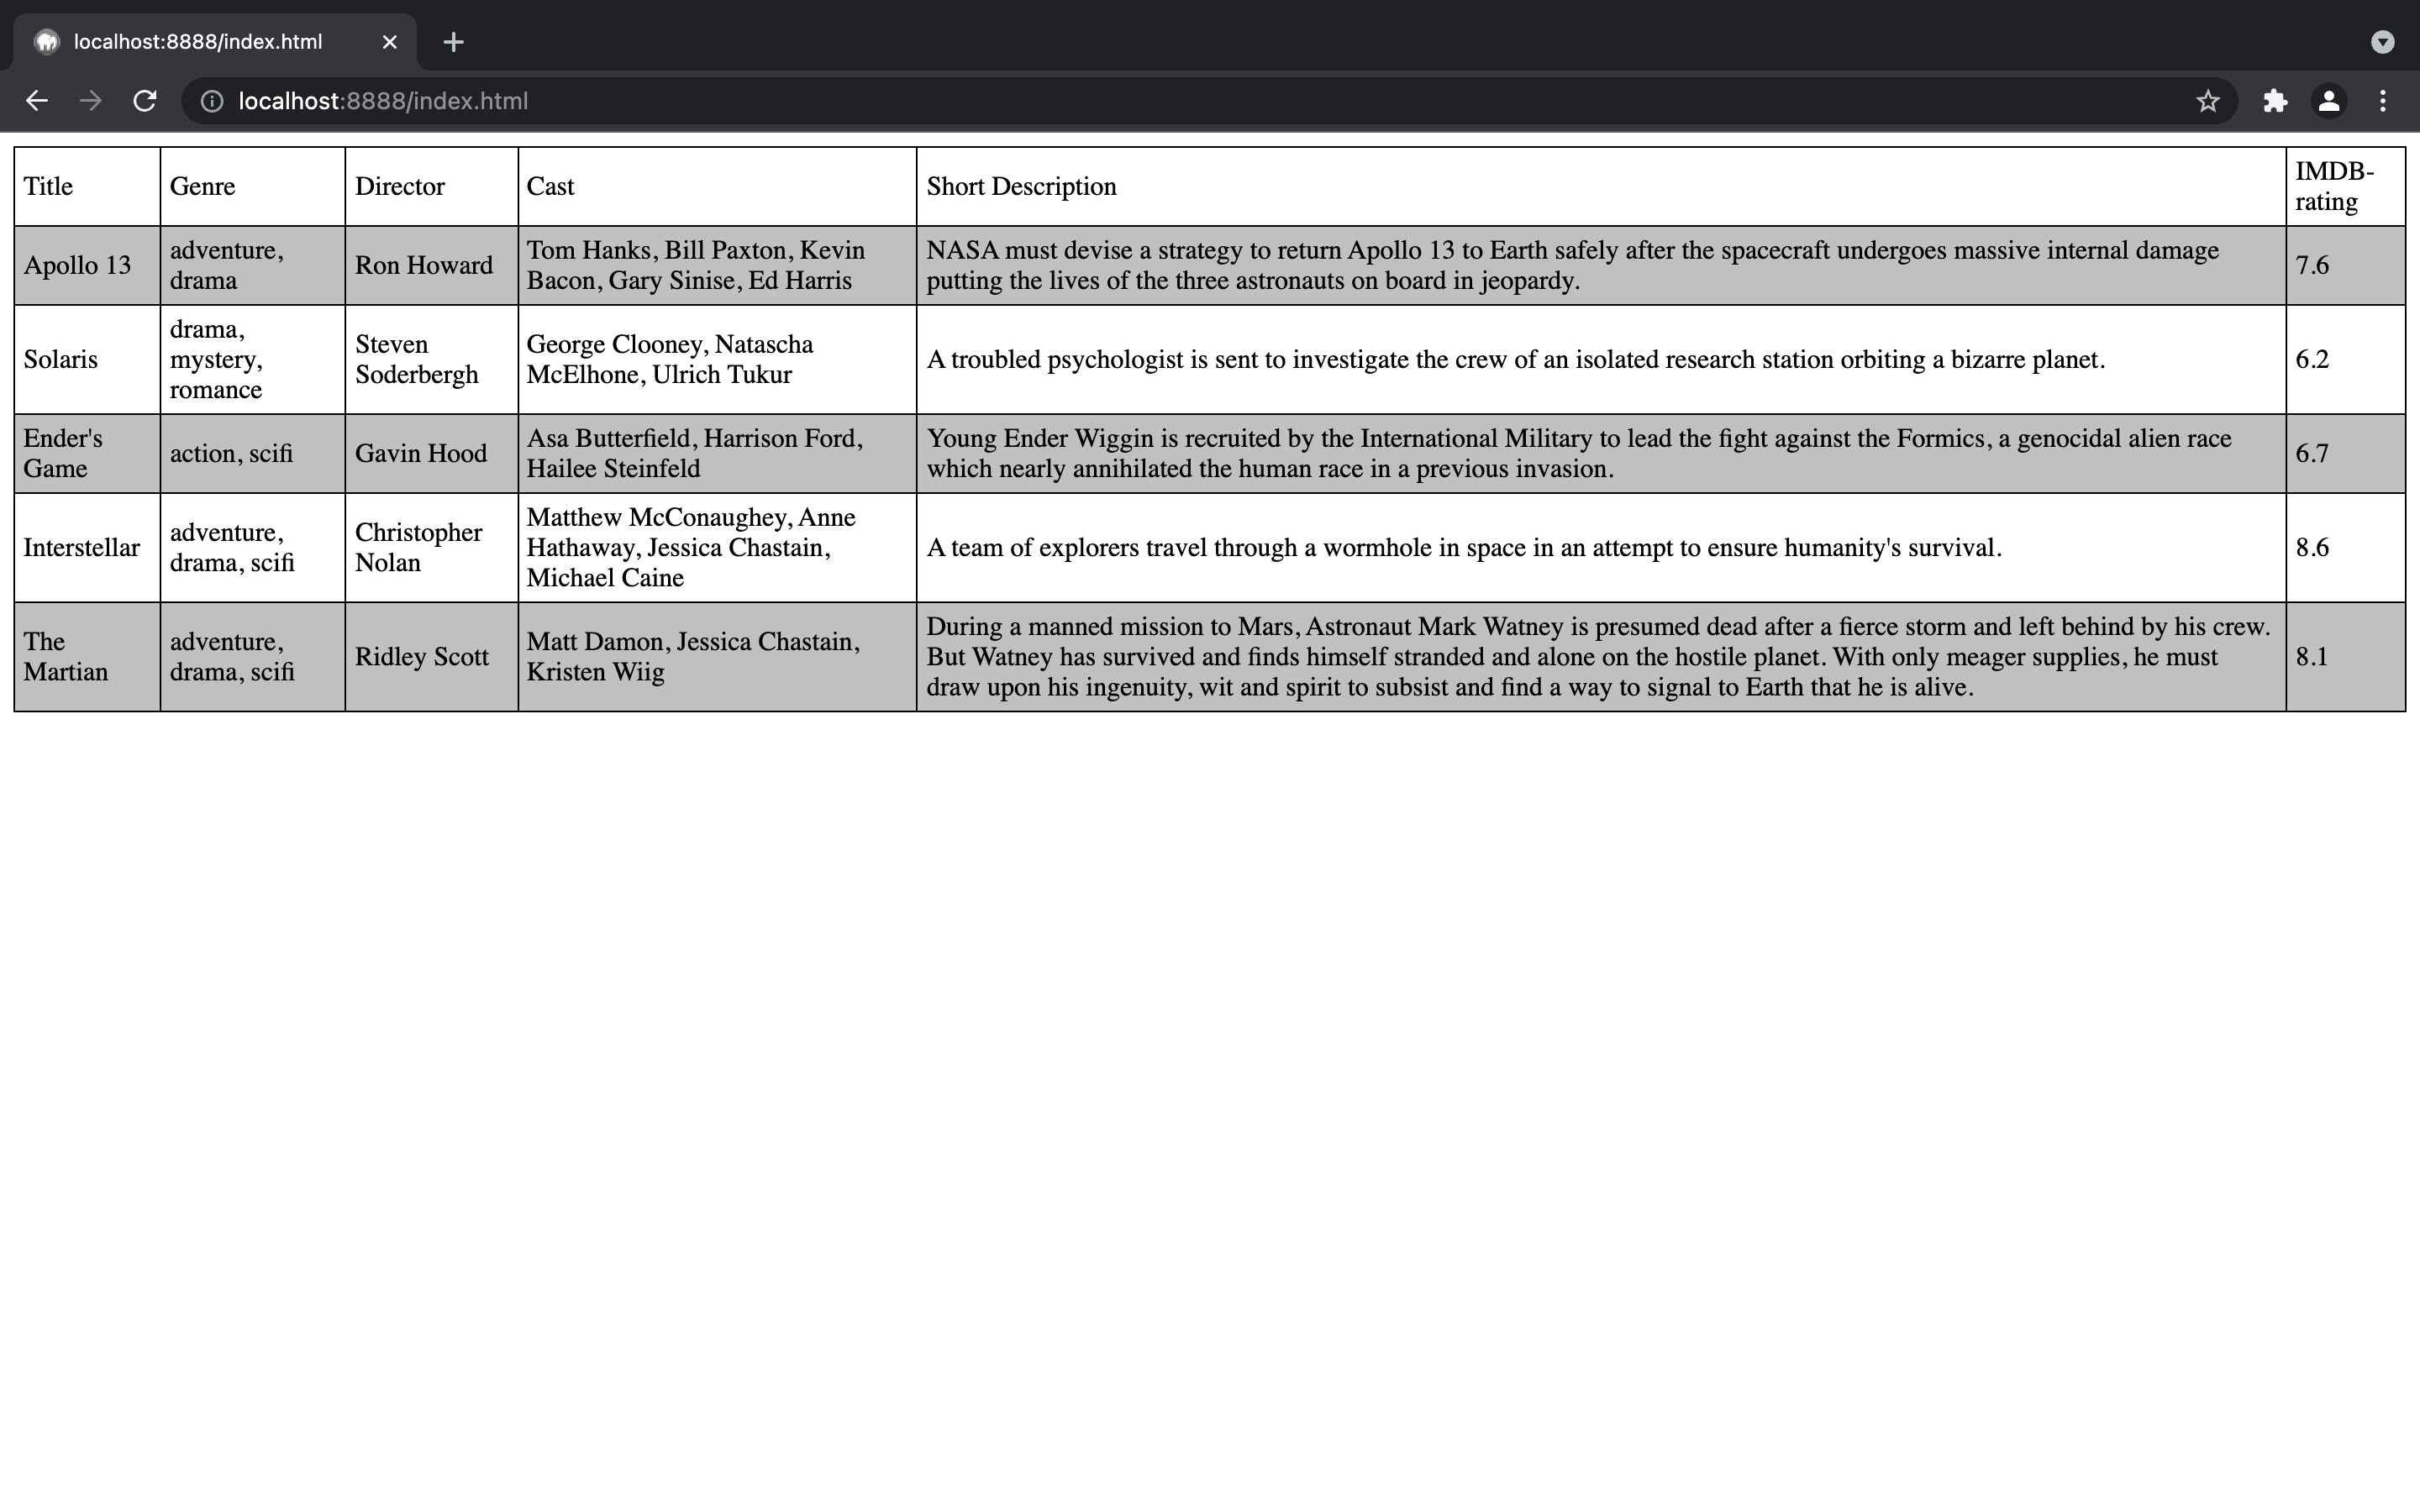 localhost:8888/index.html
localhost:8888/index.html
Title
Genre
Director
Cast
Short Description
IMDB-
rating
Apollo 13
adventure,
drama
Ron Howard
Tom Hanks, Bill Paxton, Kevin
Bacon, Gary Sinise, Ed Harris
NASA must devise a strategy to return Apollo 13 to Earth safely after the spacecraft undergoes massive internal damage
putting the lives of the three astronauts on board in jeopardy.
7.6
Solaris
drama,
mystery,
romance
Steven
Soderbergh
George Clooney, Natascha
McElhone, Ulrich Tukur
A troubled psychologist is sent to investigate the crew of an isolated research station orbiting a bizarre planet.
6.2
Ender's
Game
action, scifi
Gavin Hood
Asa Butterfield, Harrison Ford,
Hailee Steinfeld
Young Ender Wiggin is recruited by the International Military to lead the fight against the Formics, a genocidal alien race
which nearly annihilated the human race in a previous invasion.
6.7
Interstellar
adventure,
drama, scifi
Christopher
Nolan
Matthew McConaughey, Anne
Hathaway, Jessica Chastain,
Michael Caine
A team of explorers travel through a wormhole in space in an attempt to ensure humanity's survival.
8.6
The
Martian
adventure,
drama, scifi
Ridley Scott
Matt Damon, Jessica Chastain,
Kristen Wiig
During a manned mission to Mars, Astronaut Mark Watney is presumed dead after a fierce storm and left behind by his crew.
But Watney has survived and finds himself stranded and alone on the hostile planet. With only meager supplies, he must
draw upon his ingenuity, wit and spirit to subsist and find a way to signal to Earth that he is alive.
8.1